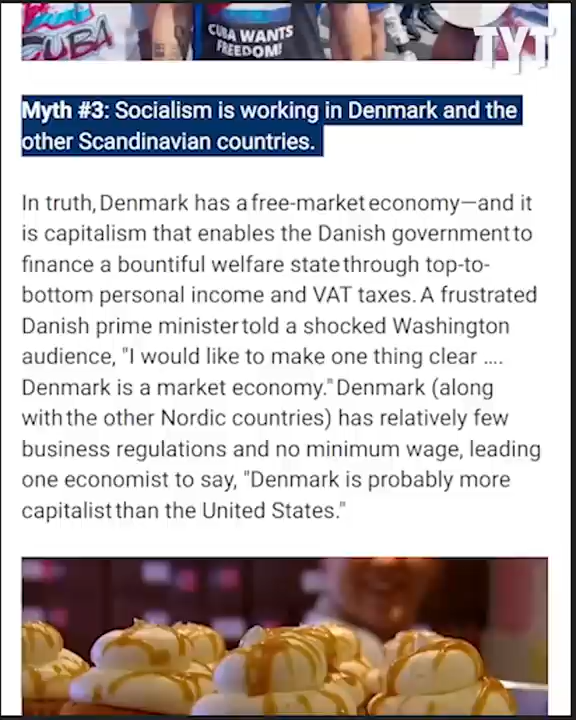 CUBA
CUBA WANTS
FREEDOM!
TYT
Myth #3: Socialism is working in Denmark and the
other Scandinavian countries.
In truth, Denmark has a free-market economy—and it
is capitalism that enables the Danish government to
finance a bountiful welfare state through top-to-
bottom personal income and VAT taxes. A frustrated
Danish prime minister told a shocked Washington
audience, "I would like to make one thing clear ....
Denmark is a market economy." Denmark (along
with the other Nordic countries) has relatively few
business regulations and no minimum wage, leading
one economist to say, "Denmark is probably more
capitalist than the United States."